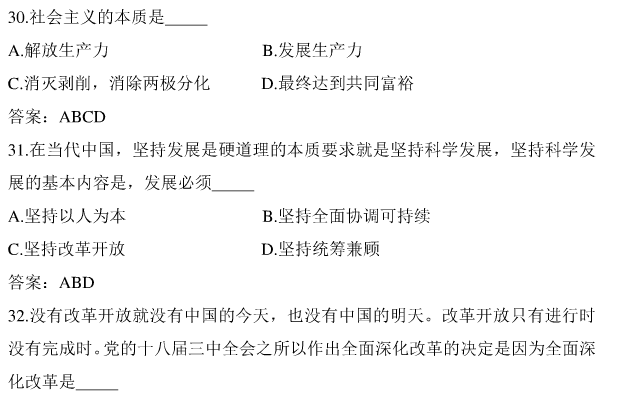 30.社会主义的本质是_____
A.解放生产力 B.发展生产力
C.消灭剥削，消除两极分化 D.最终达到共同富裕
答案：ABCD
31.在当代中国，坚持发展是硬道理的本质要求就是坚持科学发展，坚持科学发
展的基本内容是，发展必须_____
A.坚持以人为本 B.坚持全面协调可持续
C.坚持改革开放 D.坚持统筹兼顾
答案：ABD
32.没有改革开放就没有中国的今天，也没有中国的明天。改革开放只有进行时
没有完成时。党的十八届三中全会之所以作出全面深化改革的决定是因为全面深
化改革是_____